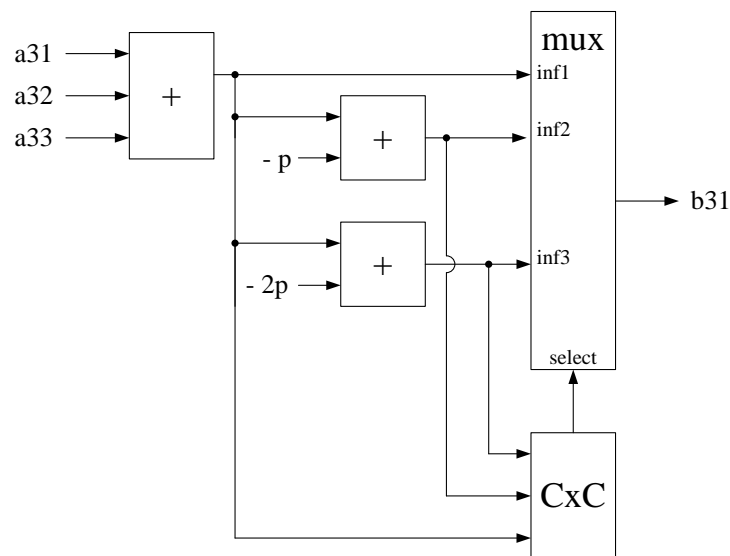 mux
a31
inf1
a32
+
a33
inf2
+
- p
b31
inf3
+
- 2p
select
CxC